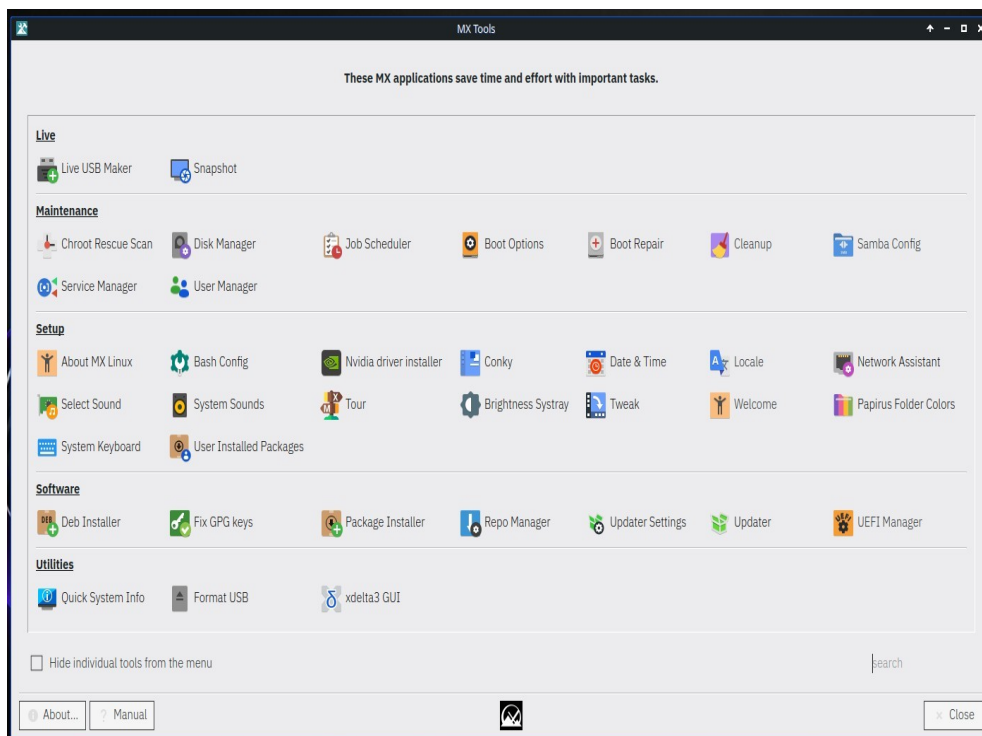 MX Tools
These MX applications save time and effort with important tasks.
Live
Live USB Maker Snapshot
Maintenance
Chroot Rescue Scan Disk Manager Job Scheduler Boot Options Boot Repair Cleanup Samba Config
Service Manager User Manager
Setup
About MX Linux Bash Config Nvidia driver installer Conky Date & Time Locale Network Assistant
Select Sound System Sounds Tour Brightness Systray Tweak Welcome Papirus Folder Colors
System Keyboard User Installed Packages
Software
Deb Installer Fix GPG keys Package Installer Repo Manager Updater Settings Updater UEFI Manager
Utilities
Quick System Info Format USB xdelta3 GUI
Hide individual tools from the menu search
About... ? Manual Close